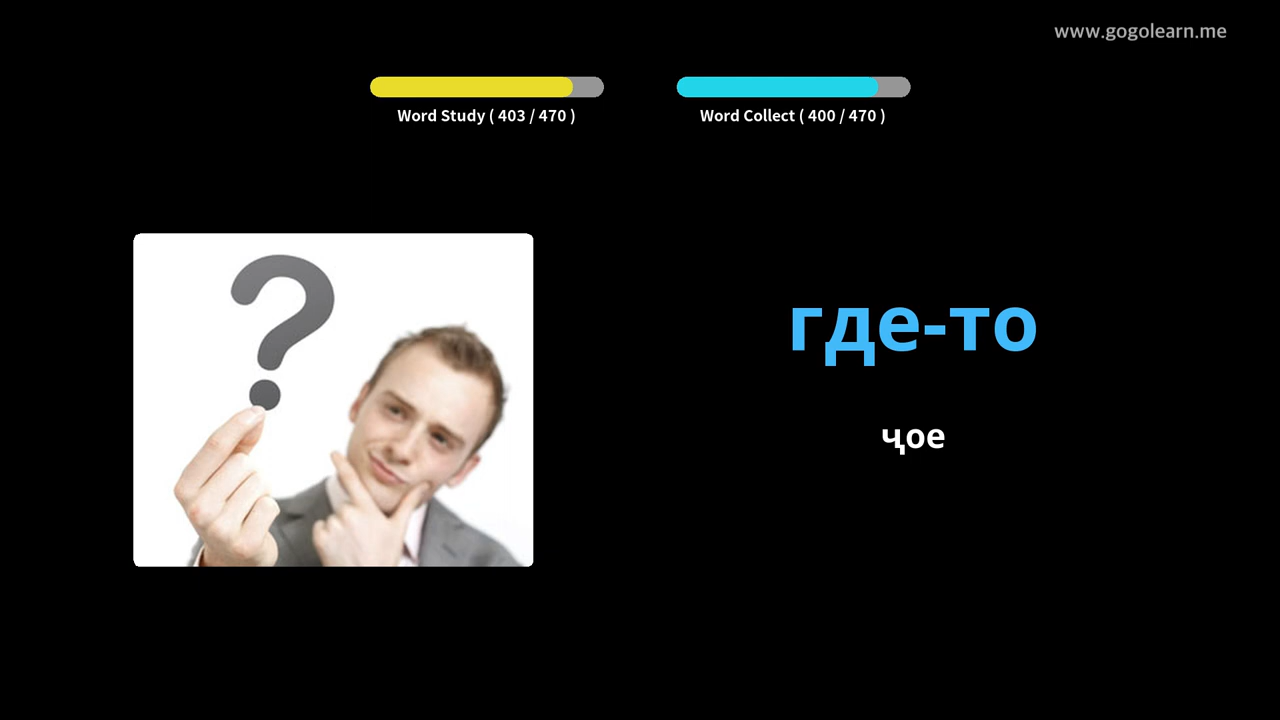 www.gogolearn.me
Word Study ( 403 / 470 )
Word Collect ( 400 / 470 )
?
где-то
ҷое